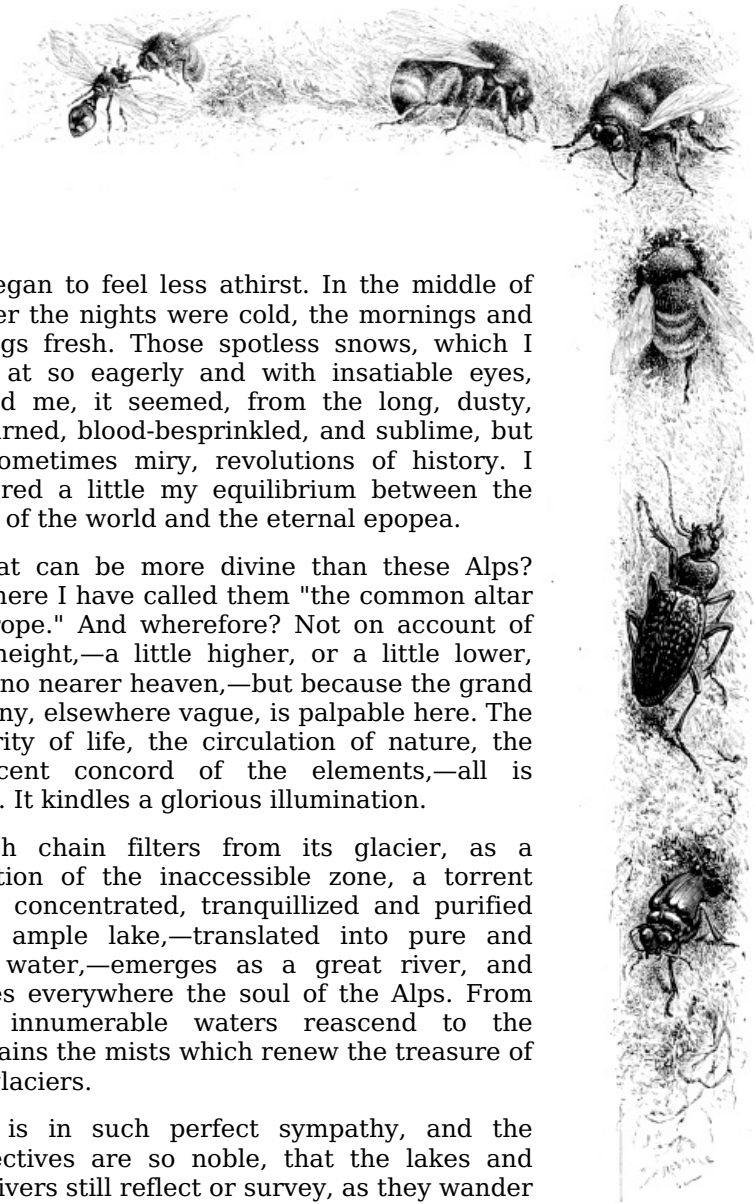 egan to feel less athirst. In the middle of
er the nights were cold, the mornings and
gs fresh. Those spotless snows, which I
at so eagerly and with insatiable eyes,
d me, it seemed, from the long, dusty,
rned, blood-besprinkled, and sublime, but
ometimes miry, revolutions of history. I
red a little my equilibrium between the
of the world and the eternal epopea.
at can be more divine than these Alps?
here I have called them "the common altar
rope." And wherefore? Not on account of
height,—a little higher, or a little lower,
no nearer heaven,—but because the grand
ny, elsewhere vague, is palpable here. The
rity of life, the circulation of nature, the
cent concord of the elements,—all is
. It kindles a glorious illumination.
h chain filters from its glacier, as a
tion of the inaccessible zone, a torrent
concentrated, tranquillized and purified
ample lake,—translated into pure and
water,—emerges as a great river, and
es everywhere the soul of the Alps. From
innumerable waters reascend to the
ains the mists which renew the treasure of
laciers.
is in such perfect sympathy, and the
ectives are so noble, that the lakes and
ivers still reflect or survey, as they wander